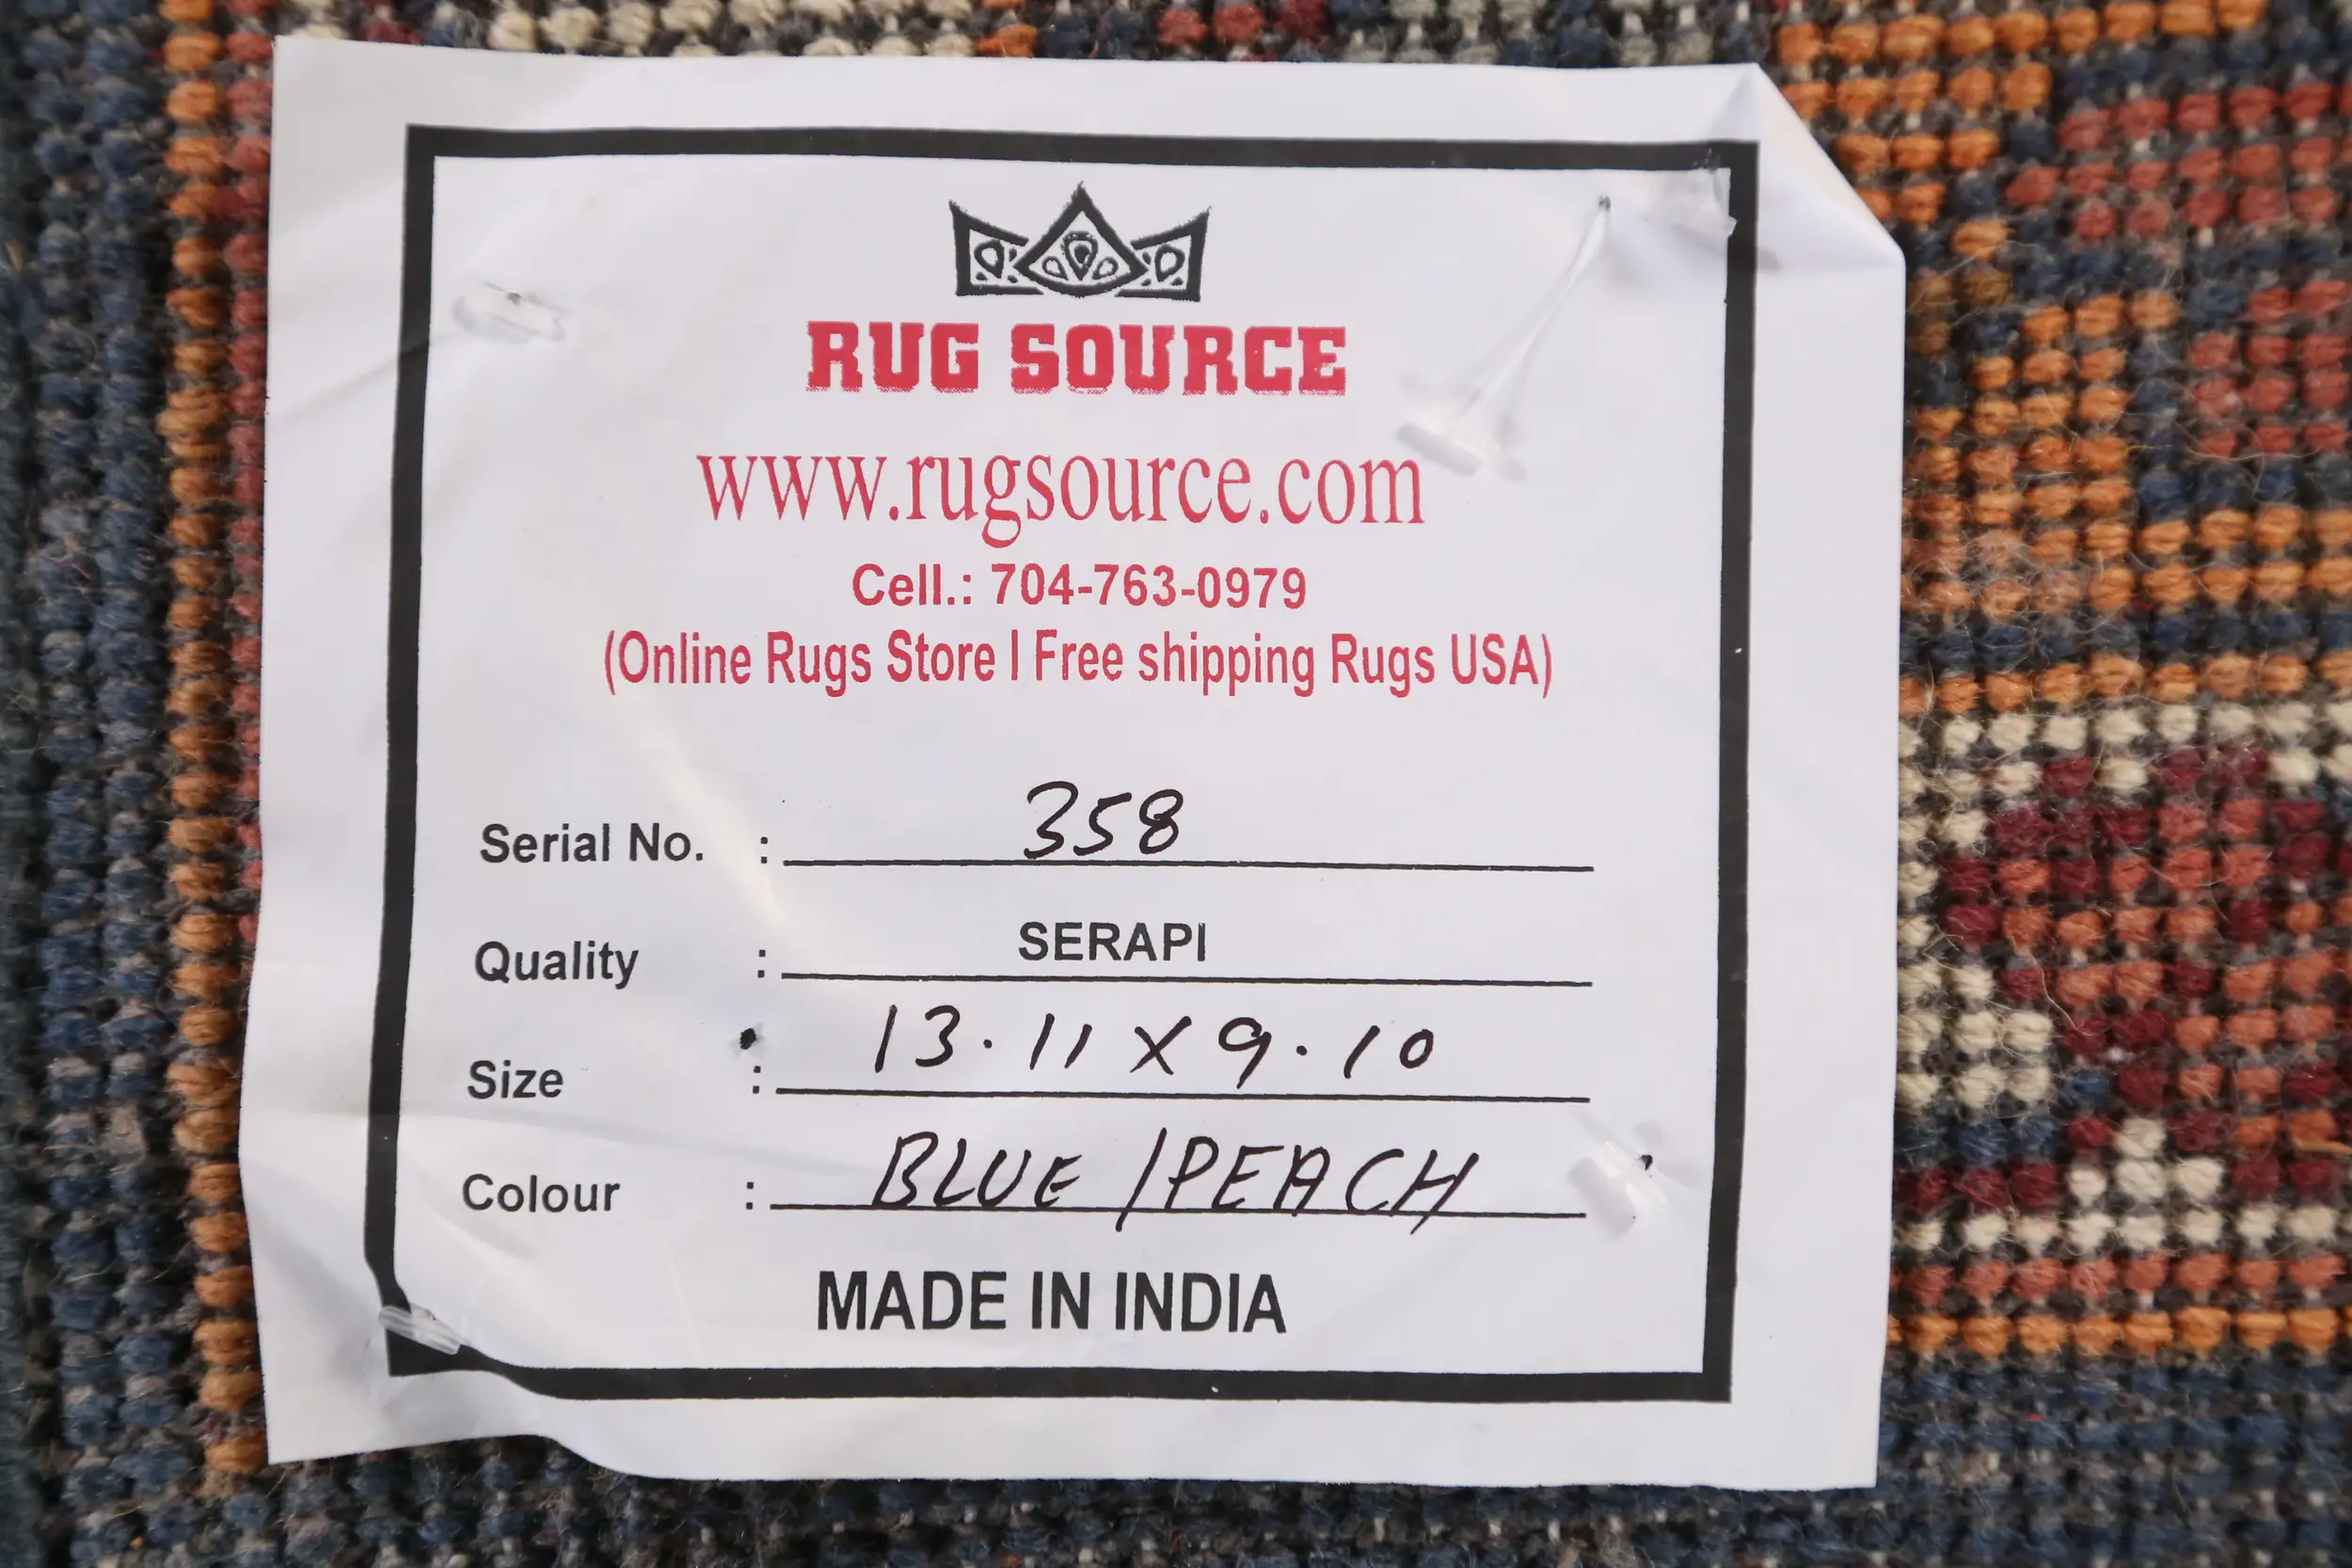 RUG SOURCE
www.rugsource.com
Cell.: 704-763-0979
(Online Rugs Store | Free shipping Rugs USA)
Serial No. : 358
Quality : SERAPI
Size : 13.11 X 9.10
Colour : BLUE / PEACH
MADE IN INDIA